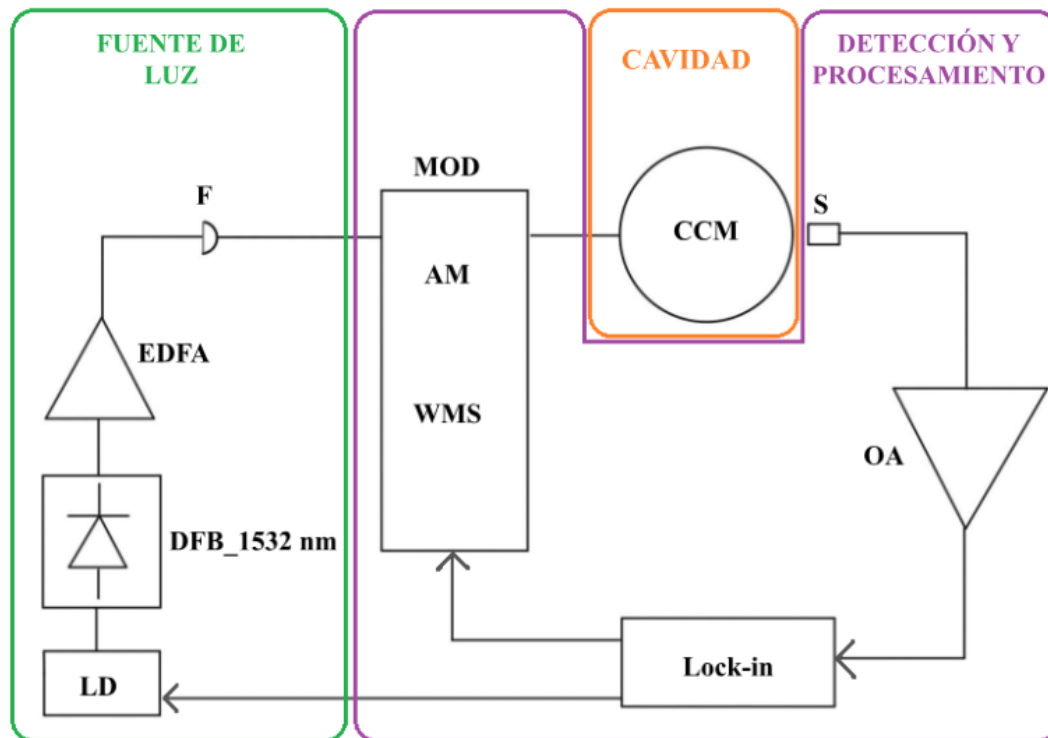 FUENTE DE
LUZ
CAVIDAD
DETECCIÓN Y
PROCESAMIENTO
MOD
F
AM
CCM
S
EDFA
WMS
OA
DFB_1532 nm
Lock-in
LD